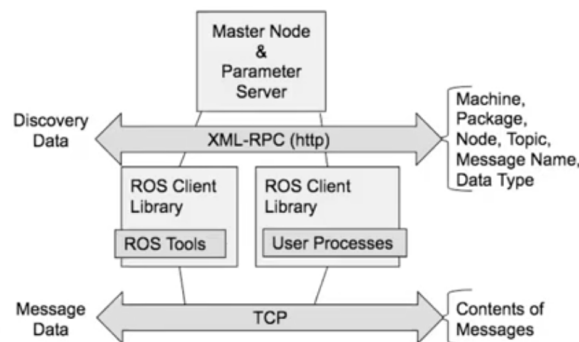 Master Node
&
Parameter
Server
Discovery
Data
XML-RPC (http)
Machine,
Package,
Node, Topic,
Message Name,
Data Type
ROS Client
Library
ROS Tools
ROS Client
Library
User Processes
Message
Data
TCP
Contents of
Messages